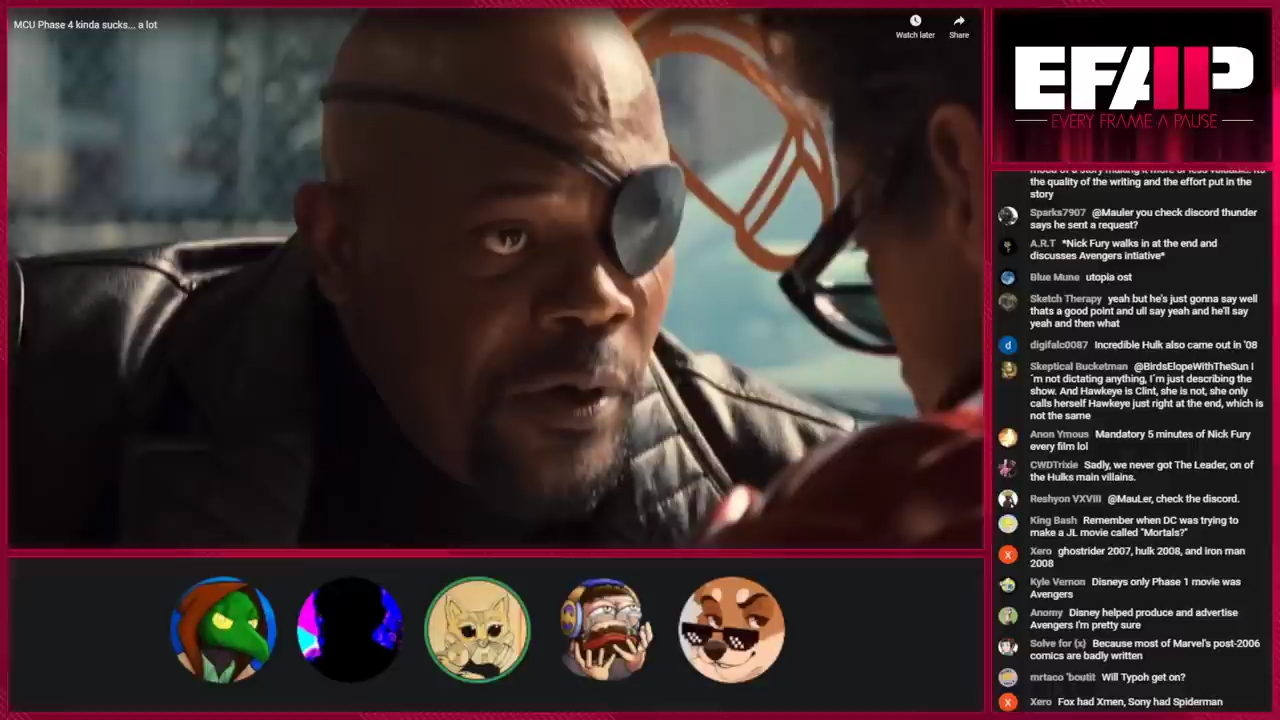 MCU Phase 4 kinda sucks... a lot
Watch later
Share
EFAP
EVERY FRAME A PAUSE
the quality of the writing and the effort put in the
story
Sparks7907 @Mauler you check discord thunder
says he sent a request?
A.R.T *Nick Fury walks in at the end and
discusses Avengers intiative*
Blue Mune utopia ost
Sketch Therapy yeah but he's just gonna say well
thats a good point and ull say yeah and he'll say
yeah and then what
d
digifalc0087 Incredible Hulk also came out in '08
Skeptical Bucketman @BirdsElopeWithTheSun I
´m not dictating anything, I´m just describing the
show. And Hawkeye is Clint, she is not, she only
calls herself Hawkeye just right at the end, which is
not the same
Anon Ymous Mandatory 5 minutes of Nick Fury
every film lol
CWDTrixie Sadly, we never got The Leader, on of
the Hulks main villains.
Reshyon VXVIII @MauLer, check the discord.
King Bash Remember when DC was trying to
make a JL movie called "Mortals?"
X
Xero ghostrider 2007, hulk 2008, and iron man
2008
Kyle Vernon Disneys only Phase 1 movie was
Avengers
Anomy Disney helped produce and advertise
Avengers I'm pretty sure
Solve for {x} Because most of Marvel's post-2006
comics are badly written
mrtaco 'boutit Will Typoh get on?
X
Xero Fox had Xmen, Sony had Spiderman